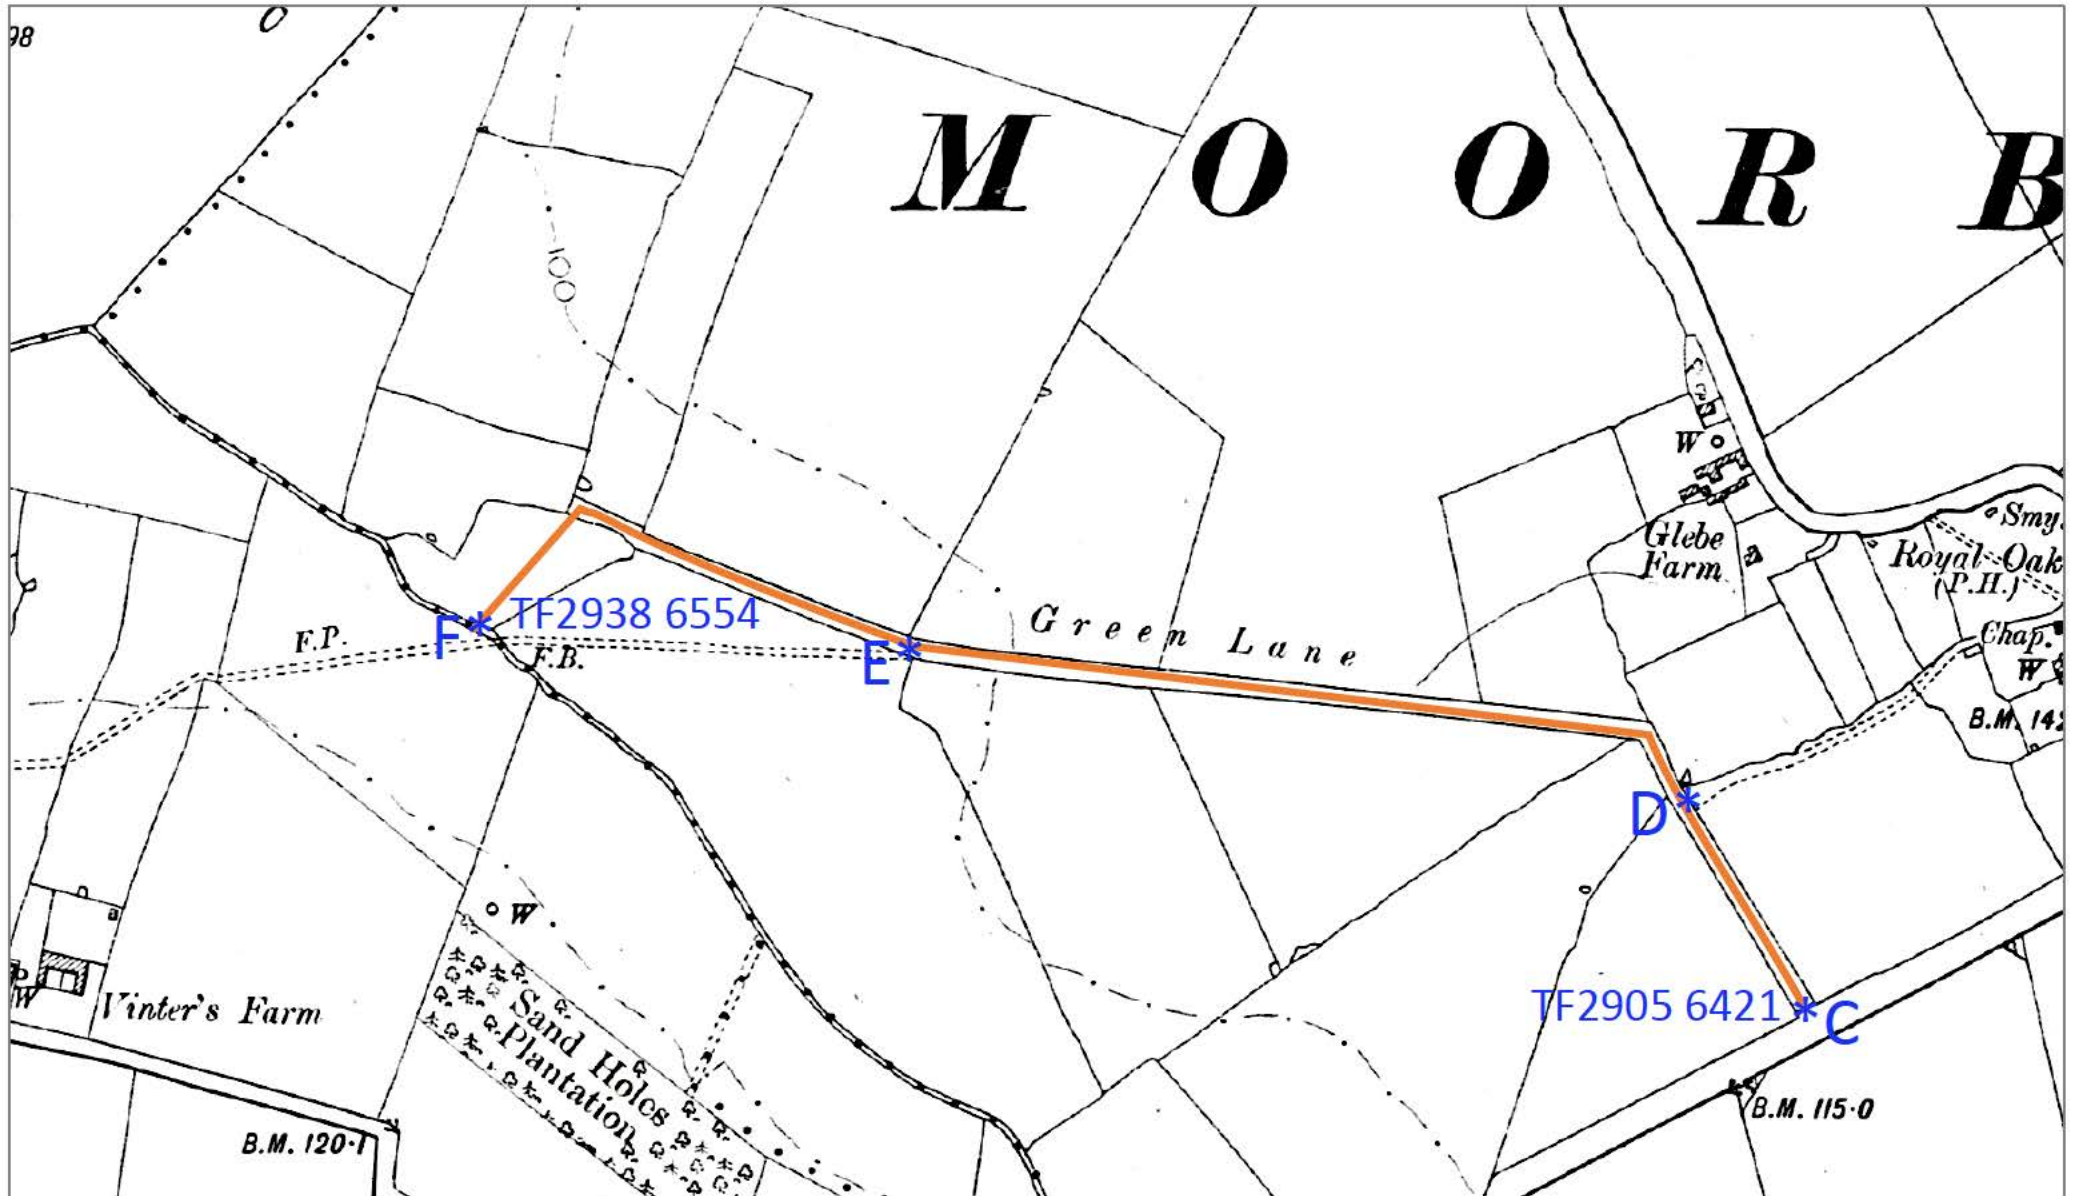 98
MOORB
100
W
Glebe
Farm
Smy.
Royal Oak
(P.H.)
Chap.
W
B.M. 142
Green Lane
TF2938 6554
F
F.P.
F.B.
E
D
TF2905 6421
C
W
Vinter's Farm
W
Sand Holes
Plantation
B.M. 120·1
B.M. 115·0